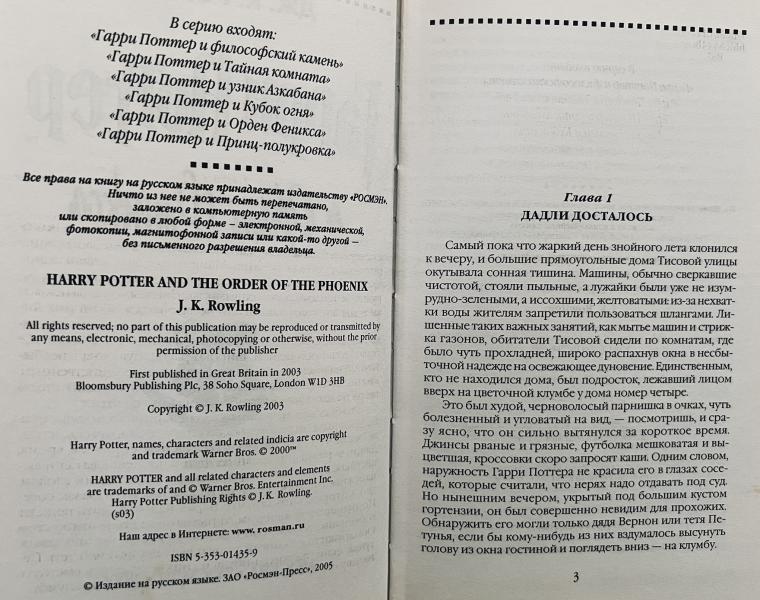 В серию входят:
«Гарри Поттер и философский камень»
«Гарри Поттер и Тайная комната»
«Гарри Поттер и узник Азкабана»
«Гарри Поттер и Кубок огня»
«Гарри Поттер и Орден Феникса»
«Гарри Поттер и Принц-полукровка»
Все права на книгу на русском языке принадлежат издательству «РОСМЭН».
Ничто из нее не может быть перепечатано,
заложено в компьютерную память
или скопировано в любой форме – электронной, механической,
фотокопии, магнитофонной записи или какой-то другой –
без письменного разрешения владельца.
HARRY POTTER AND THE ORDER OF THE PHOENIX
J. K. Rowling
All rights reserved; no part of this publication may be reproduced or transmitted by
any means, electronic, mechanical, photocopying or otherwise, without the prior
permission of the publisher
First published in Great Britain in 2003
Bloomsbury Publishing Plc, 38 Soho Square, London W1D 3HB
Copyright © J. K. Rowling 2003
Harry Potter, names, characters and related indicia are copyright
and trademark Warner Bros. © 2000™
HARRY POTTER and all related characters and elements
are trademarks of and © Warner Bros. Entertainment Inc.
Harry Potter Publishing Rights © J. K. Rowling.
(s03)
Наш адрес в Интернете: www.rosman.ru
ISBN 5-353-01435-9
© Издание на русском языке. ЗАО «Росмэн-Пресс», 2005
Глава 1
ДАДЛИ ДОСТАЛОСЬ
Самый пока что жаркий день знойного лета клонился
к вечеру, и большие прямоугольные дома Тисовой улицы
окутывала сонная тишина. Машины, обычно сверкавшие
чистотой, стояли пыльные, а лужайки были уже не изум-
рудно-зелеными, а иссохшими, желтоватыми: из-за нехват-
ки воды жителям запретили пользоваться шлангами. Ли-
шенные таких важных занятий, как мытье машин и стриж-
ка газонов, обитатели Тисовой сидели по комнатам, где
было чуть прохладней, широко распахнув окна в несбы-
точной надежде на освежающее дуновение. Единственным,
кто не находился дома, был подросток, лежавший лицом
вверх на цветочной клумбе у дома номер четыре.
Это был худой, черноволосый парнишка в очках, чуть
болезненный и угловатый на вид, — посмотришь, и сра-
зу ясно, что он сильно вытянулся за короткое время.
Джинсы рваные и грязные, футболка мешковатая и вы-
цветшая, кроссовки скоро запросят каши. Одним словом,
наружность Гарри Поттера не красила его в глазах сосе-
дей, которые считали, что нерях надо отдавать под суд.
Но нынешним вечером, укрытый под большим кустом
гортензии, он был совершенно невидим для прохожих.
Обнаружить его могли только дядя Вернон или тетя Пе-
тунья, если бы кому-нибудь из них вздумалось высунуть
голову из окна гостиной и поглядеть вниз — на клумбу.
3